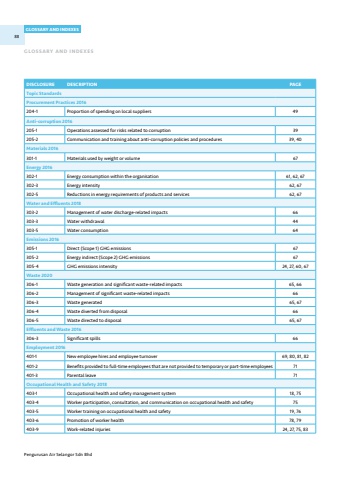 GLOSSARY AND INDEXES
88
GLOSSARY AND INDEXES
DISCLOSURE DESCRIPTION PAGE
Topic Standards
Procurement Practices 2016
204-1 Proportion of spending on local suppliers 49
Anti-corruption 2016
205-1 Operations assessed for risks related to corruption 39
205-2 Communication and training about anti-corruption policies and procedures 39, 40
Materials 2016
301-1 Materials used by weight or volume 67
Energy 2016
302-1 Energy consumption within the organisation 61, 62, 67
302-3 Energy intensity 62, 67
302-5 Reductions in energy requirements of products and services 62, 67
Water and Effluents 2018
303-2 Management of water discharge-related impacts 66
303-3 Water withdrawal 44
303-5 Water consumption 64
Emissions 2016
305-1 Direct (Scope 1) GHG emissions 67
305-2 Energy indirect (Scope 2) GHG emissions 67
305-4 GHG emissions intensity 24, 27, 60, 67
Waste 2020
306-1 Waste generation and significant waste-related impacts 65, 66
306-2 Management of significant waste-related impacts 66
306-3 Waste generated 65, 67
306-4 Waste diverted from disposal 66
306-5 Waste directed to disposal 65, 67
Effluents and Waste 2016
306-3 Significant spills 66
Employment 2016
401-1 New employee hires and employee turnover 69, 80, 81, 82
401-2 Benefits provided to full-time employees that are not provided to temporary or part-time employees 71
401-3 Parental leave 71
Occupational Health and Safety 2018
403-1 Occupational health and safety management system 18, 75
403-4 Worker participation, consultation, and communication on occupational health and safety 75
403-5 Worker training on occupational health and safety 19, 76
403-6 Promotion of worker health 78, 79
403-9 Work-related injuries 24, 27, 75, 83
Pengurusan Air Selangor Sdn Bhd